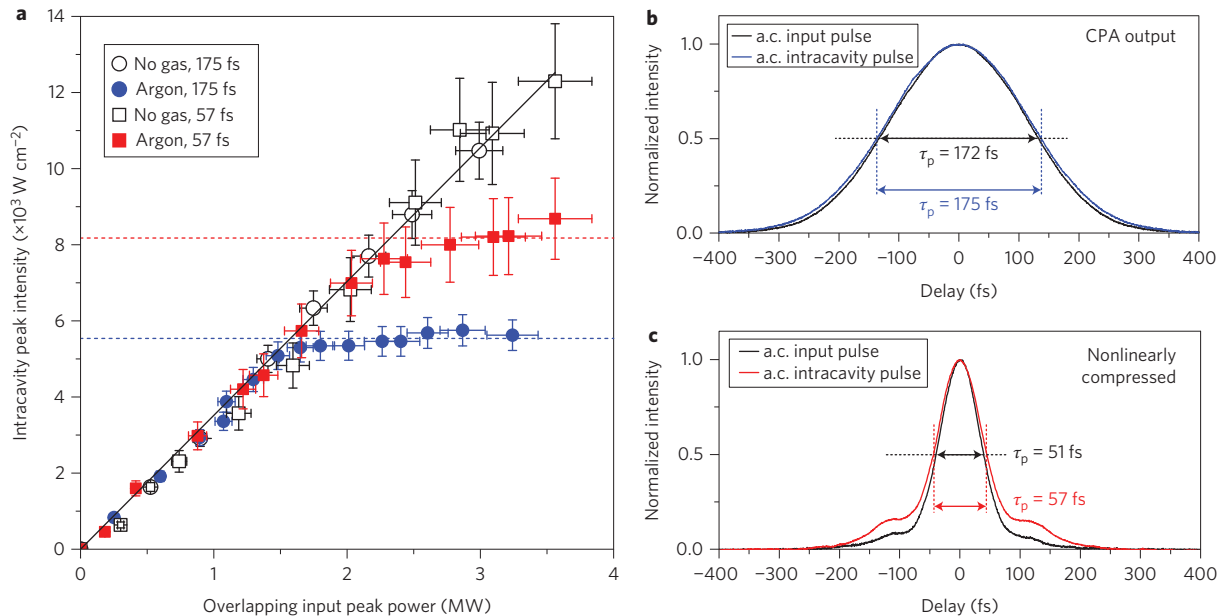 a
14
12
10
8
6
4
2
0
0
1
2
3
4
Intracavity peak intensity (×10³ W cm⁻²)
Overlapping input peak power (MW)
No gas, 175 fs
Argon, 175 fs
No gas, 57 fs
Argon, 57 fs
b
a.c. input pulse
a.c. intracavity pulse
CPA output
1.0
0.5
0.0
Normalized intensity
τp = 172 fs
τp = 175 fs
−400 −300 −200 −100 0 100 200 300 400
Delay (fs)
c
a.c. input pulse
a.c. intracavity pulse
Nonlinearly
compressed
1.0
0.5
0.0
Normalized intensity
τp = 51 fs
τp = 57 fs
−400 −300 −200 −100 0 100 200 300 400
Delay (fs)